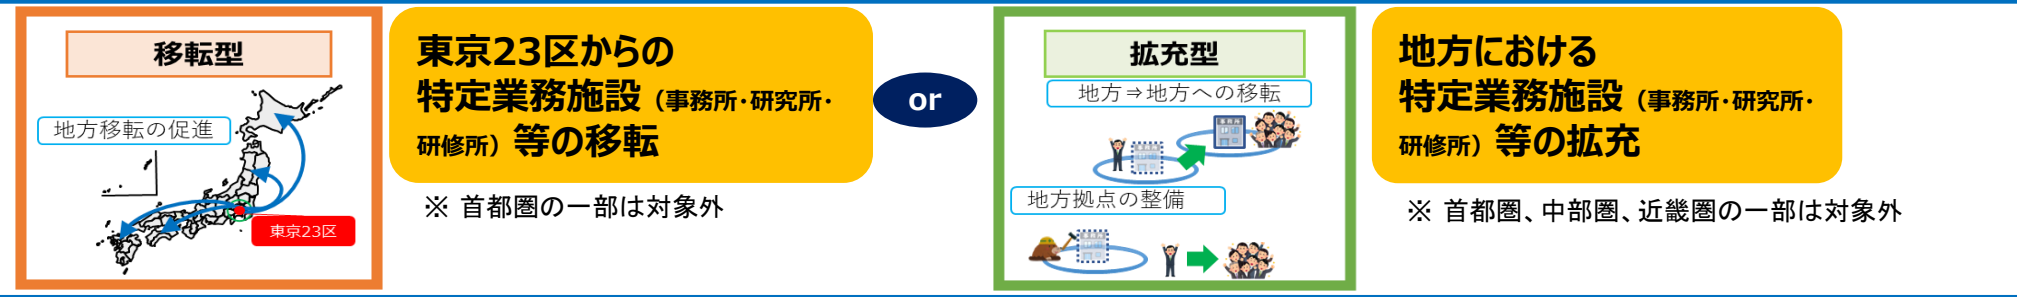 移転型
地方移転の促進
東京23区
東京23区からの
特定業務施設（事務所･研究所･
研修所）等の移転
※ 首都圏の一部は対象外
or
拡充型
地方⇒地方への移転
事務所
地方拠点の整備
地方における
特定業務施設（事務所･研究所･
研修所）等の拡充
※ 首都圏、中部圏、近畿圏の一部は対象外